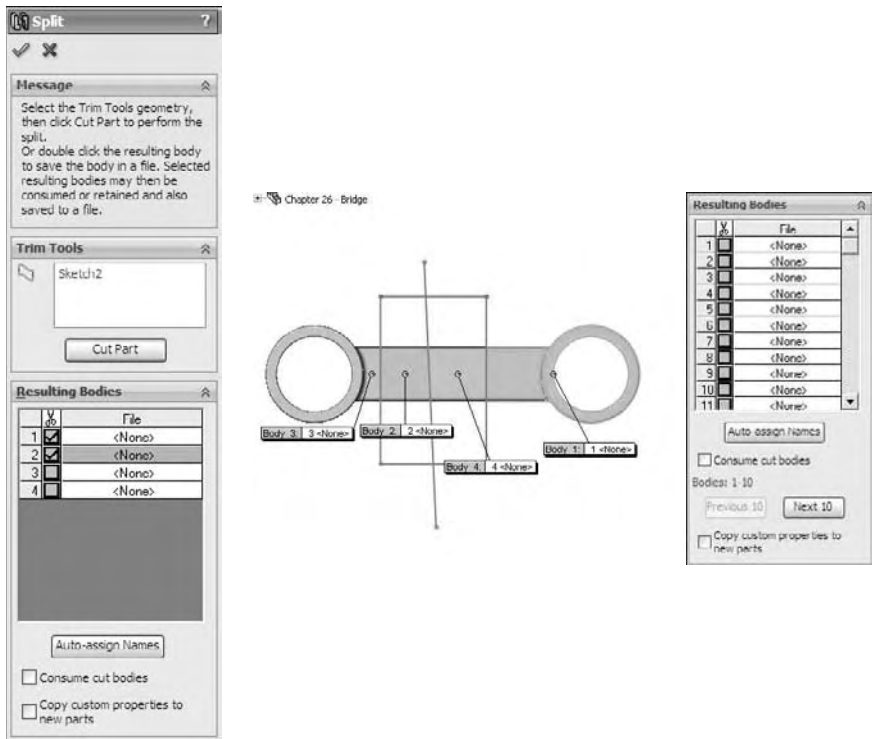 Split ?
Message
Select the Trim Tools geometry,
then click Cut Part to perform the
split.
Or double click the resulting body
to save the body in a file. Selected
resulting bodies may then be
consumed or retained and also
saved to a file.
Trim Tools
Sketch2
Cut Part
Resulting Bodies
File
1 <None>
2 <None>
3 <None>
4 <None>
Auto-assign Names
Consume cut bodies
Copy custom properties to
new parts
Chapter 26 - Bridge
Body 3: 3 <None>
Body 2: 2 <None>
Body 4: 4 <None>
Body 1: 1 <None>
Resulting Bodies
File
1 <None>
2 <None>
3 <None>
4 <None>
5 <None>
6 <None>
7 <None>
8 <None>
9 <None>
10 <None>
11 <None>
Auto-assign Names
Consume cut bodies
Bodies: 1-10
Previous 10 Next 10
Copy custom properties to
new parts